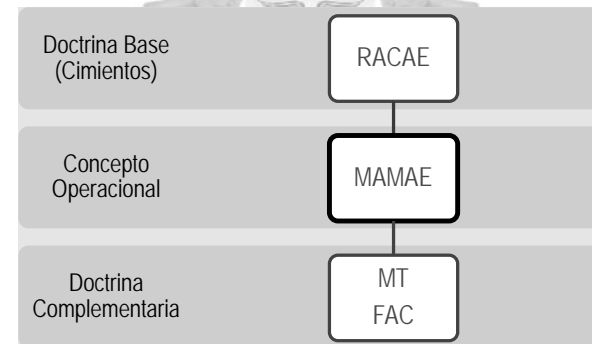 Doctrina Base
(Cimientos)
RACAE
Concepto
Operacional
MAMAE
Doctrina
Complementaria
MT
FAC